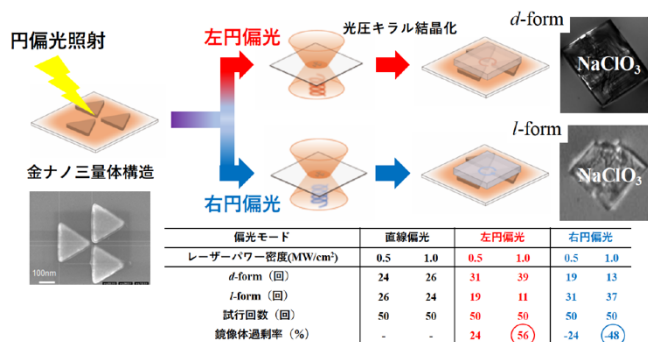 円偏光照射
左円偏光
光圧キラル結晶化
d-form
NaClO₃
金ナノ三量体構造
右円偏光
l-form
NaClO₃
100nm
偏光モード 直線偏光 左円偏光 右円偏光
レーザーパワー密度(MW/cm²) 0.5 1.0 0.5 1.0 0.5 1.0
d-form（回） 24 26 31 39 19 13
l-form（回） 26 24 19 11 31 37
試行回数（回） 50 50 50 50 50 50
鏡像体過剰率（%） - - 24 56 -24 -48